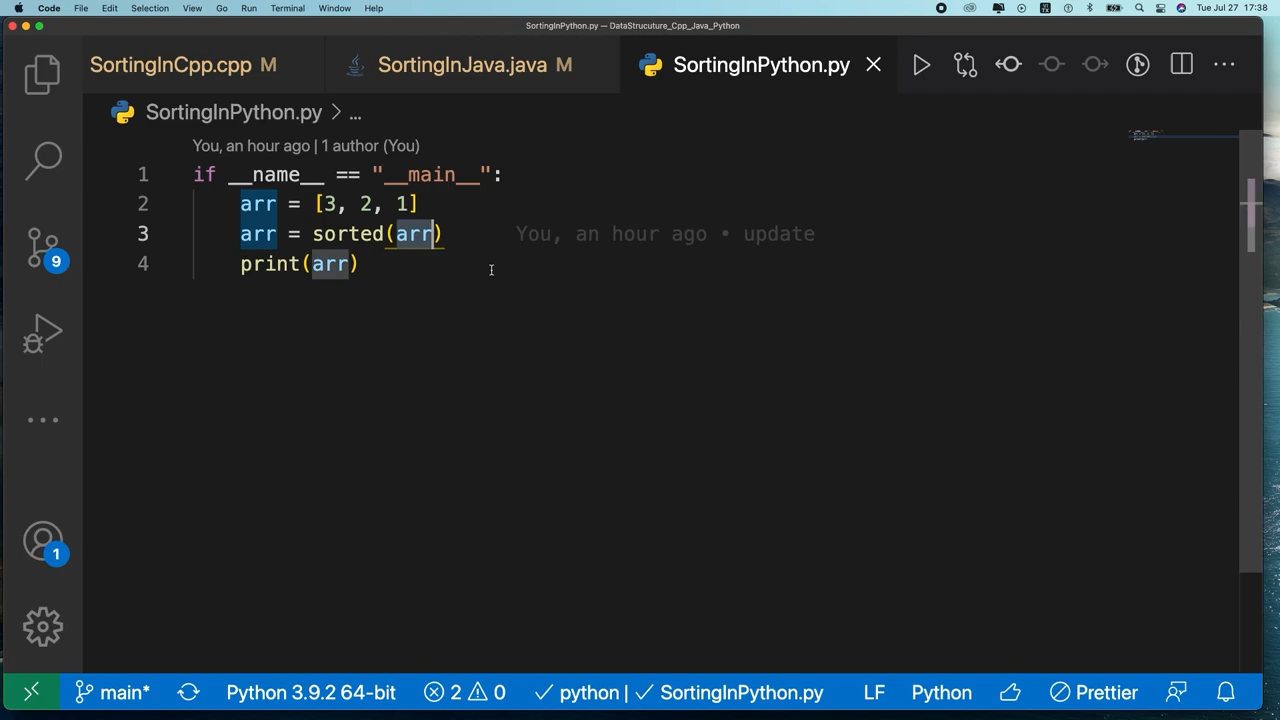 Code File Edit Selection View Go Run Terminal Window Help Tue Jul 27 17:38
SortingInPython.py — DataStrucuture_Cpp_Java_Python
SortingInCpp.cpp M SortingInJava.java M SortingInPython.py
SortingInPython.py > ...
You, an hour ago | 1 author (You)
1 if __name__ == "__main__":
2 arr = [3, 2, 1]
3 arr = sorted(arr) You, an hour ago • update
4 print(arr)
9
1
main* Python 3.9.2 64-bit 2 0 python | SortingInPython.py LF Python Prettier